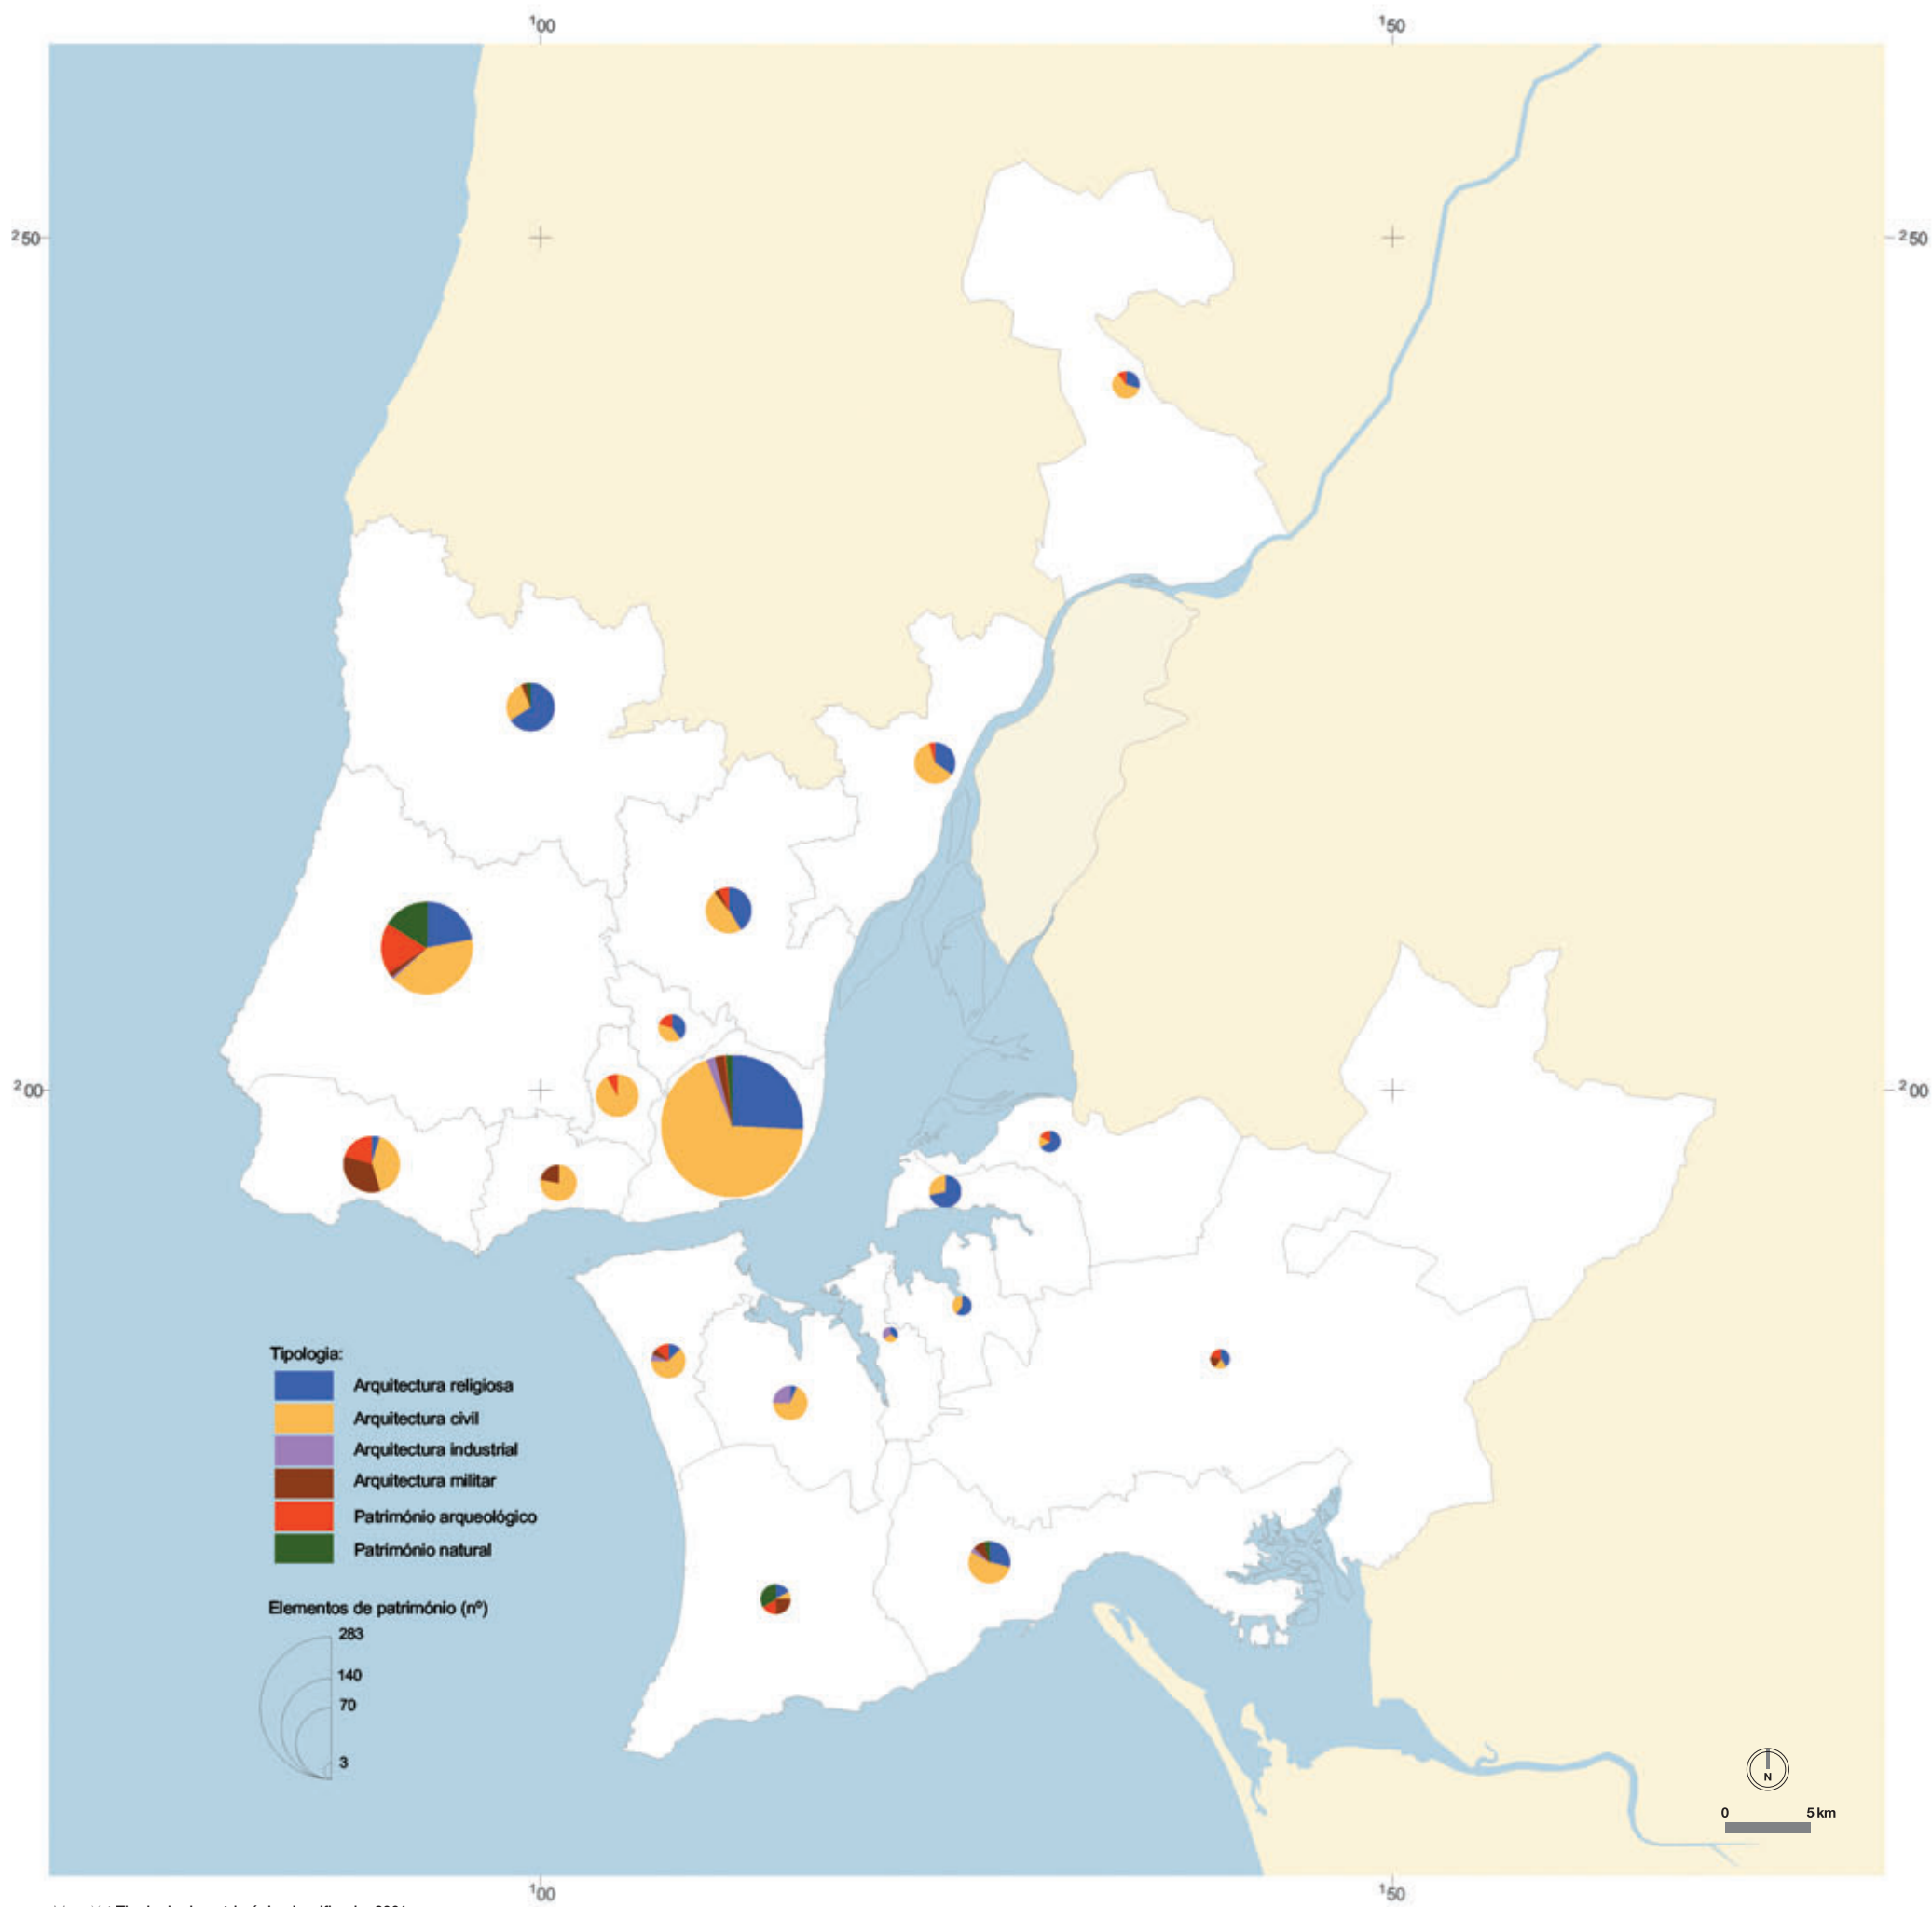 100 150
250 250
200 200
Tipologia:
Arquitectura religiosa
Arquitectura civil
Arquitectura industrial
Arquitectura militar
Património arqueológico
Património natural
Elementos de património (nº)
283
140
70
3
N
0 5 km
100 150